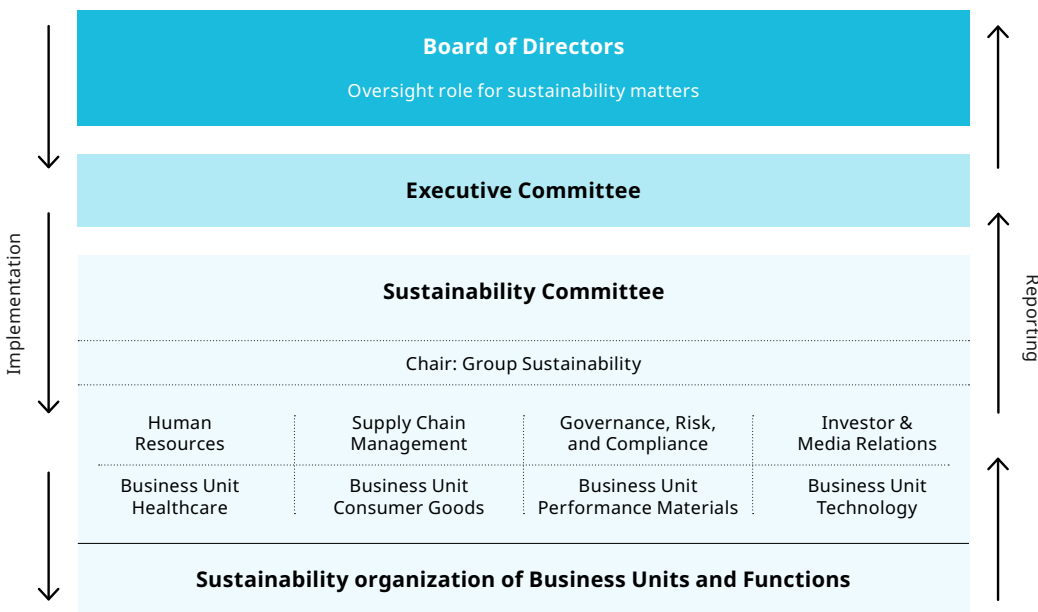 Board of Directors
Oversight role for sustainability matters
Executive Committee
Implementation
Reporting
Sustainability Committee
Chair: Group Sustainability
Human
Resources
Supply Chain
Management
Governance, Risk,
and Compliance
Investor &
Media Relations
Business Unit
Healthcare
Business Unit
Consumer Goods
Business Unit
Performance Materials
Business Unit
Technology
Sustainability organization of Business Units and Functions